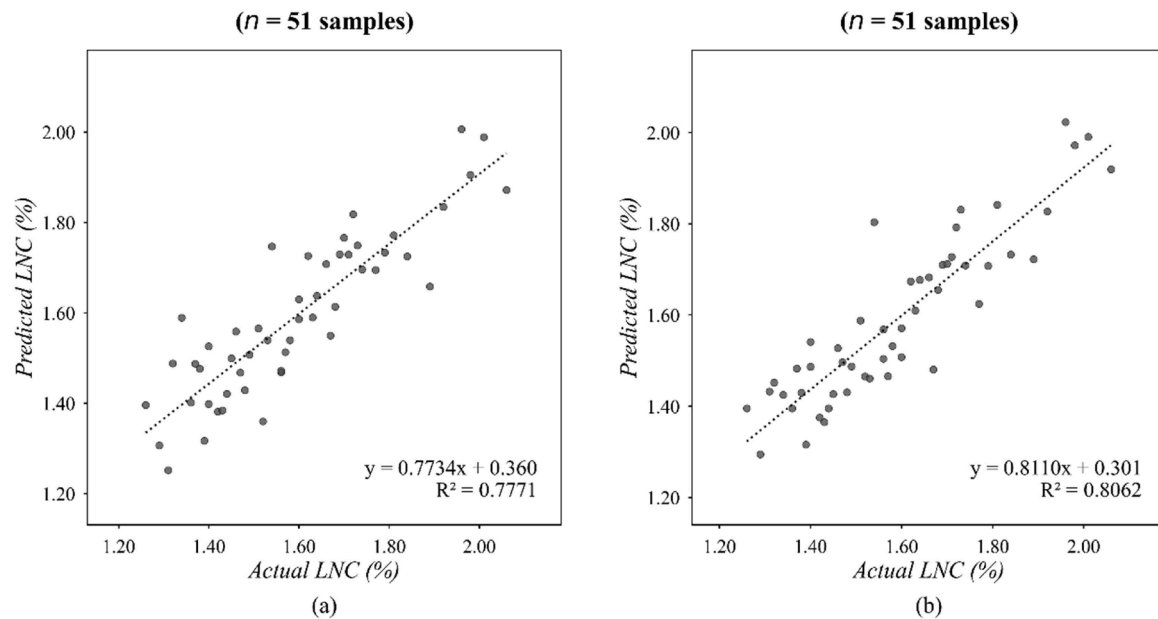 (n = 51 samples)
2.00
1.80
1.60
1.40
1.20
Predicted LNC (%)
y = 0.7734x + 0.360
R² = 0.7771
1.20 1.40 1.60 1.80 2.00
Actual LNC (%)
(a)
(n = 51 samples)
2.00
1.80
1.60
1.40
1.20
Predicted LNC (%)
y = 0.8110x + 0.301
R² = 0.8062
1.20 1.40 1.60 1.80 2.00
Actual LNC (%)
(b)